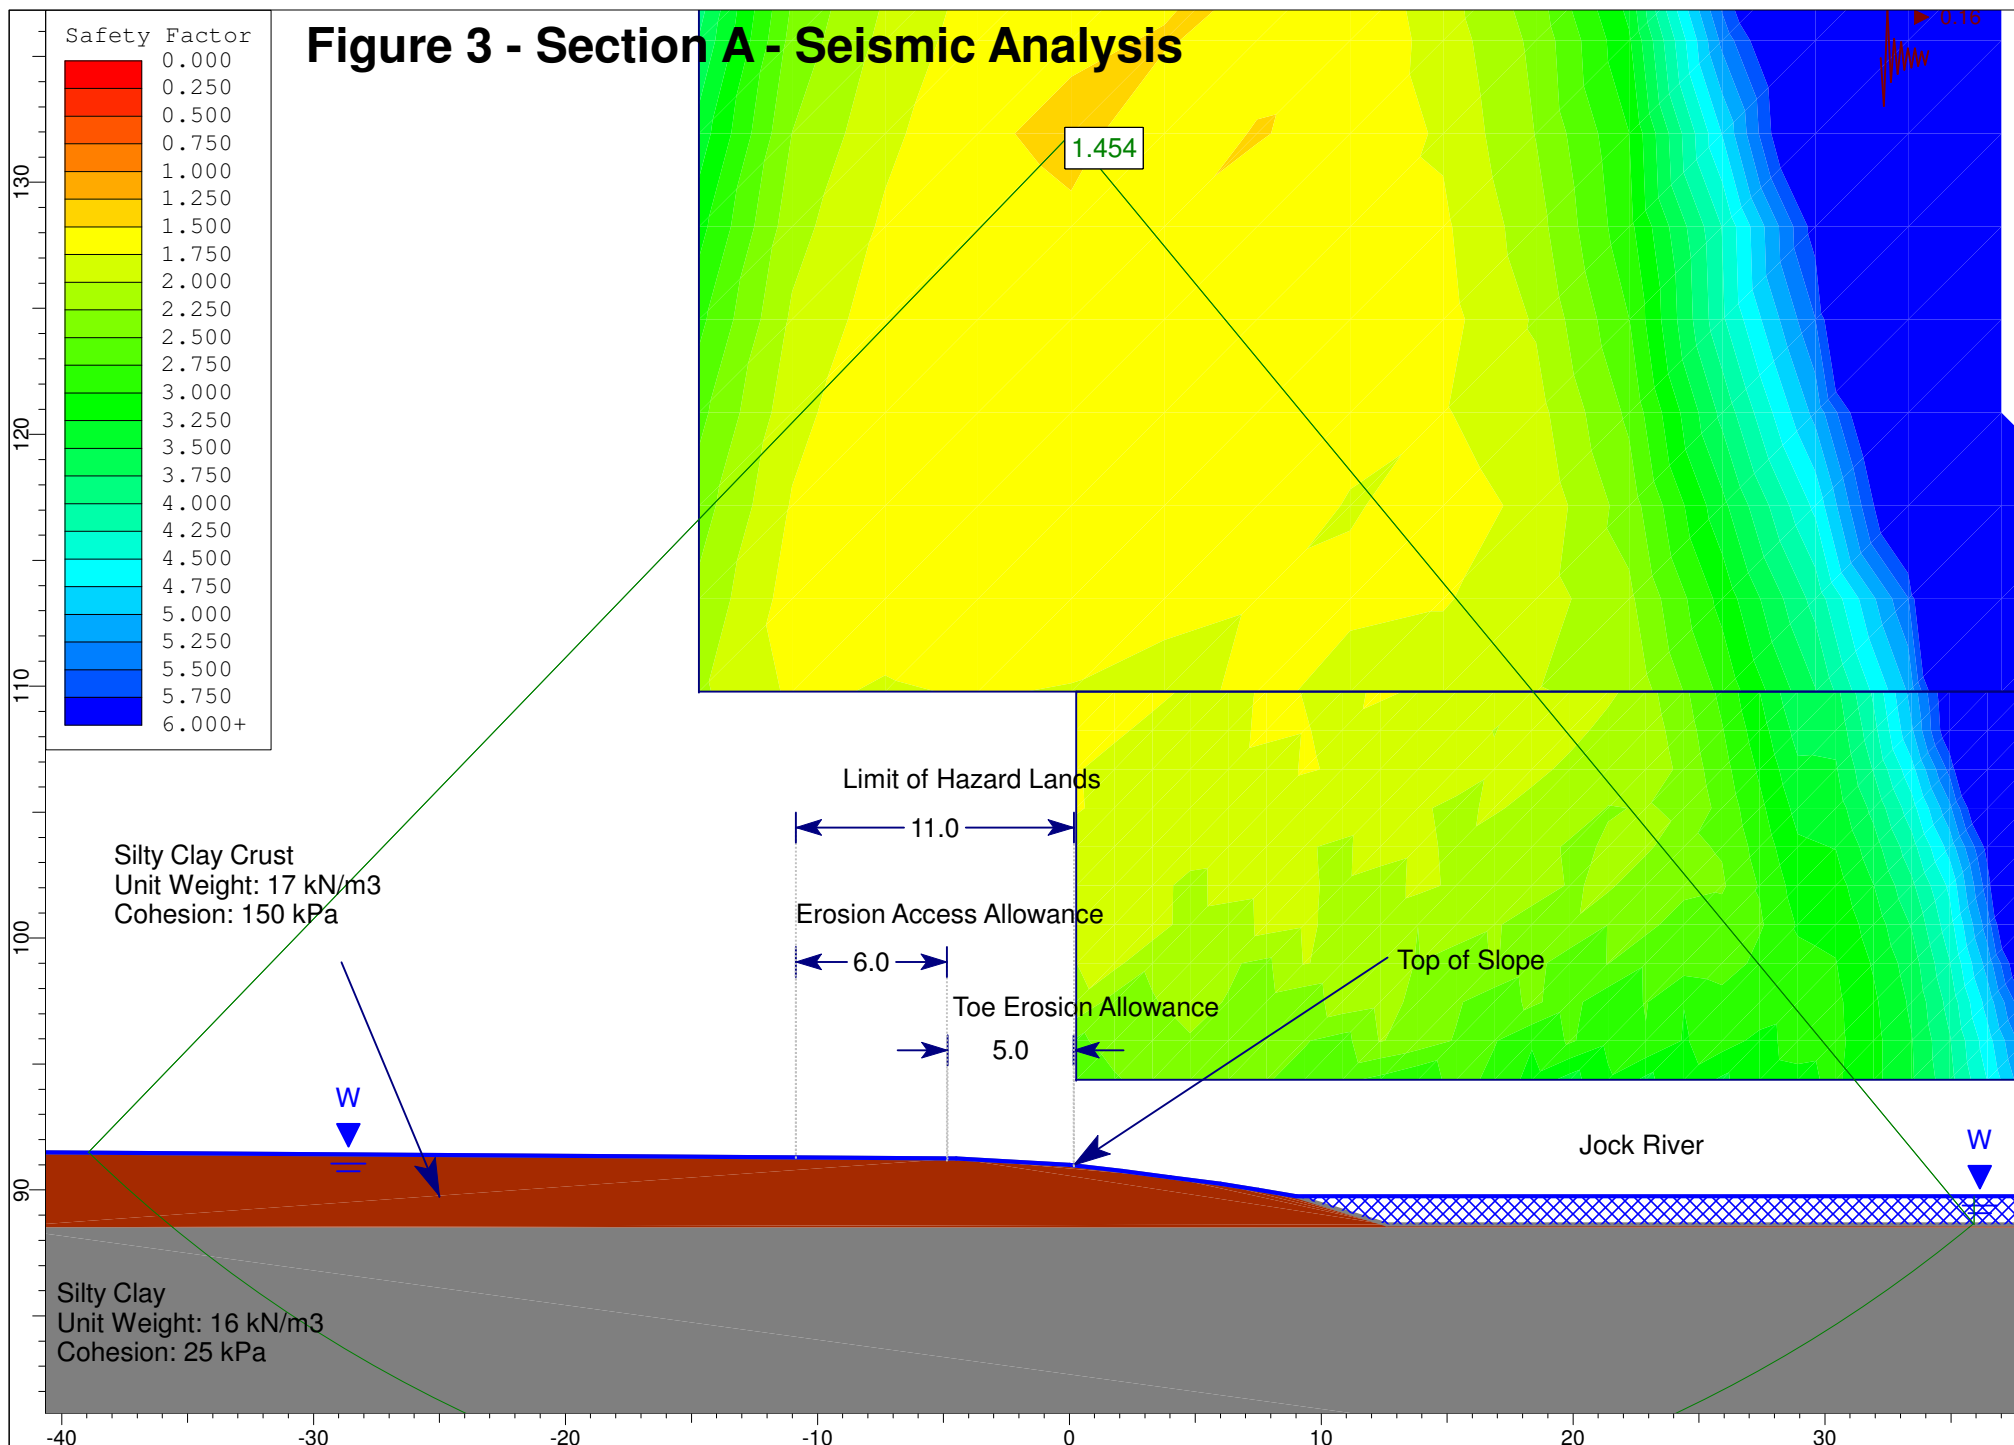 Figure 3 - Section A - Seismic Analysis
Safety Factor
0.000
0.250
0.500
0.750
1.000
1.250
1.500
1.750
2.000
2.250
2.500
2.750
3.000
3.250
3.500
3.750
4.000
4.250
4.500
4.750
5.000
5.250
5.500
5.750
6.000+
0.16
1.454
130
120
110
100
90
Limit of Hazard Lands
11.0
Silty Clay Crust
Unit Weight: 17 kN/m3
Cohesion: 150 kPa
Erosion Access Allowance
6.0
Top of Slope
Toe Erosion Allowance
5.0
W
Jock River
W
Silty Clay
Unit Weight: 16 kN/m3
Cohesion: 25 kPa
-40
-30
-20
-10
0
10
20
30